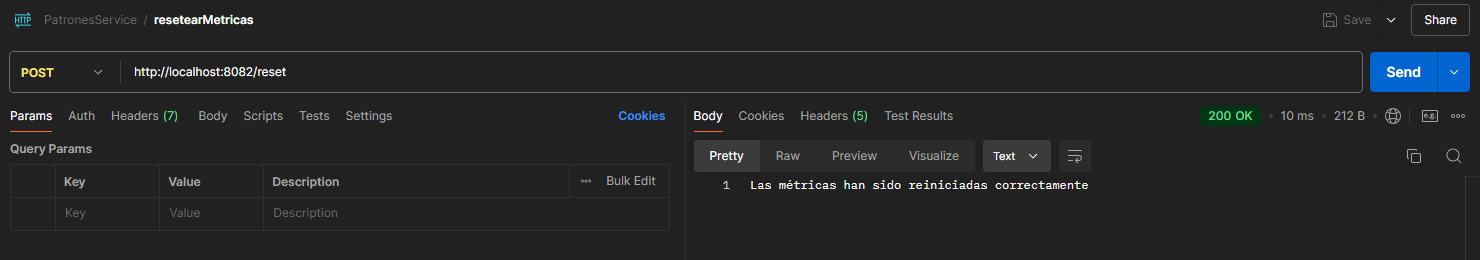 HTTP PatronesService / resetearMetricas Save Share
POST http://localhost:8082/reset Send
Params Auth Headers (7) Body Scripts Tests Settings Cookies
Query Params
Key Value Description Bulk Edit
Key Value Description
Body Cookies Headers (5) Test Results 200 OK • 10 ms • 212 B e.g.
Pretty Raw Preview Visualize Text
1 Las métricas han sido reiniciadas correctamente